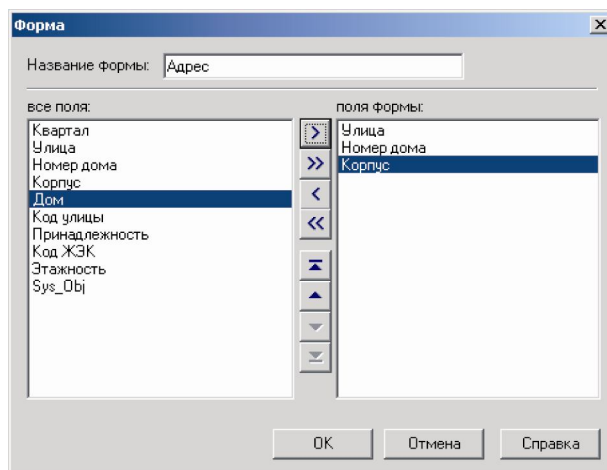 Форма
Название формы: Адрес
все поля:
Квартал
Улица
Номер дома
Корпус
Дом
Код улицы
Принадлежность
Код ЖЭК
Этажность
Sys_Obj
поля формы:
Улица
Номер дома
Корпус
OK
Отмена
Справка